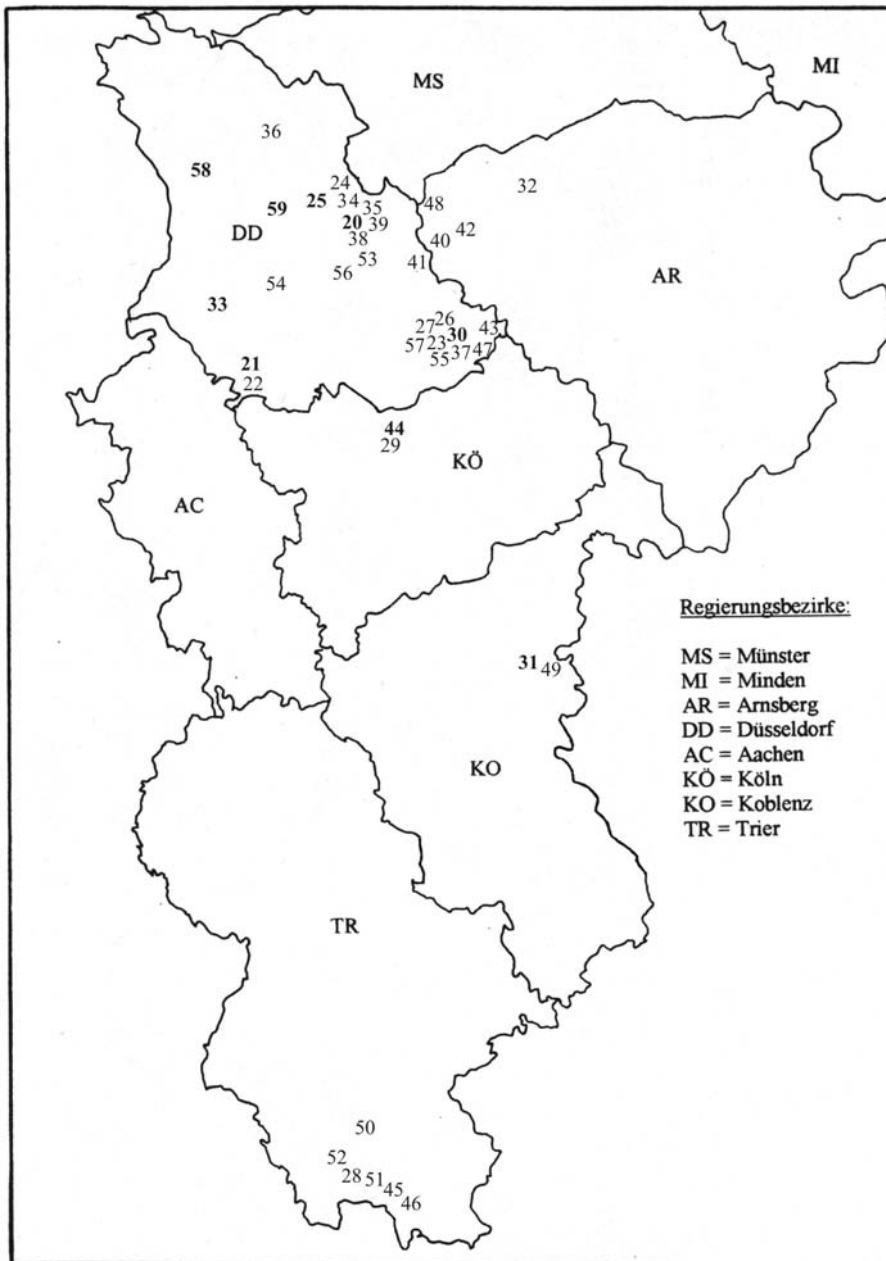 MI
MS
36
58
24
32
25
34
35
48
59
20
39
42
DD
38
40
53
41
56
AR
54
33
26
27
43
30
57
23
37
47
55
21
22
44
29
KÖ
AC
Regierungsbezirke:
MS = Münster
MI = Minden
AR = Arnsberg
DD = Düsseldorf
AC = Aachen
KÖ = Köln
KO = Koblenz
TR = Trier
31
49
KO
TR
50
52
28
51
45
46